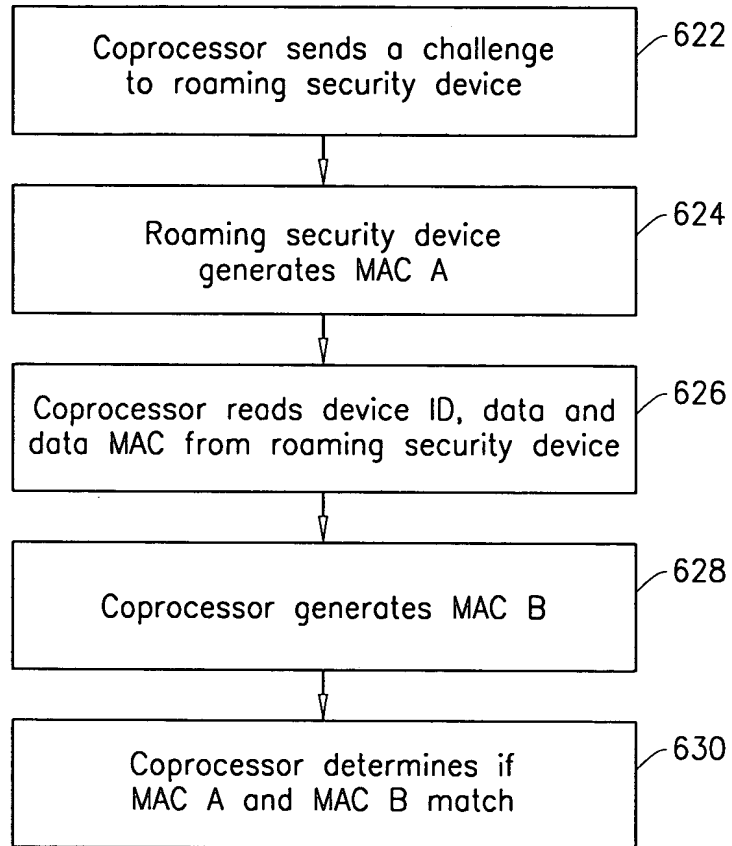 Coprocessor sends a challenge
to roaming security device
622
Roaming security device
generates MAC A
624
Coprocessor reads device ID, data and
data MAC from roaming security device
626
Coprocessor generates MAC B
628
Coprocessor determines if
MAC A and MAC B match
630